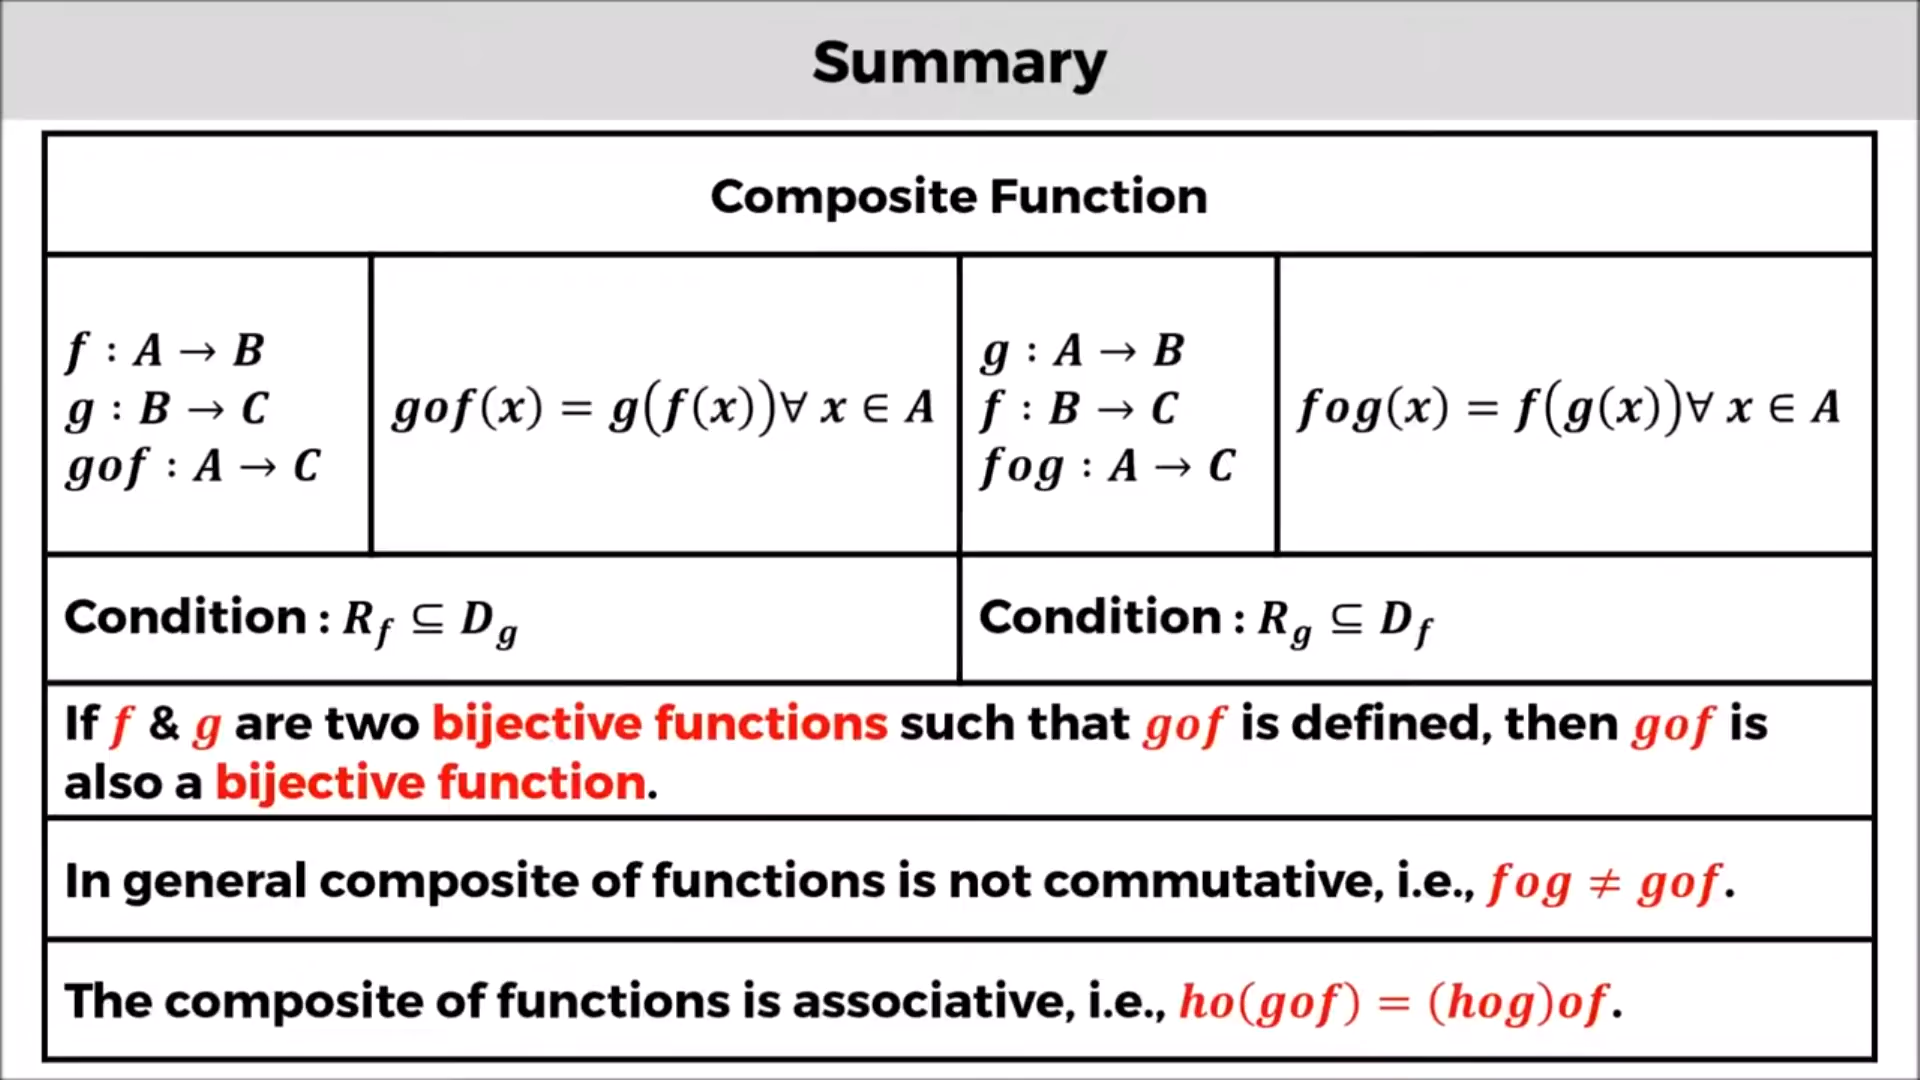 Summary
Composite Function
f : A → B
g : B → C
gof : A → C
gof(x) = g(f(x))∀ x ∈ A
g : A → B
f : B → C
fog : A → C
fog(x) = f(g(x))∀ x ∈ A
Condition : R_f ⊆ D_g
Condition : R_g ⊆ D_f
If f & g are two bijective functions such that gof is defined, then gof is
also a bijective function.
In general composite of functions is not commutative, i.e., fog ≠ gof.
The composite of functions is associative, i.e., ho(gof) = (hog)of.